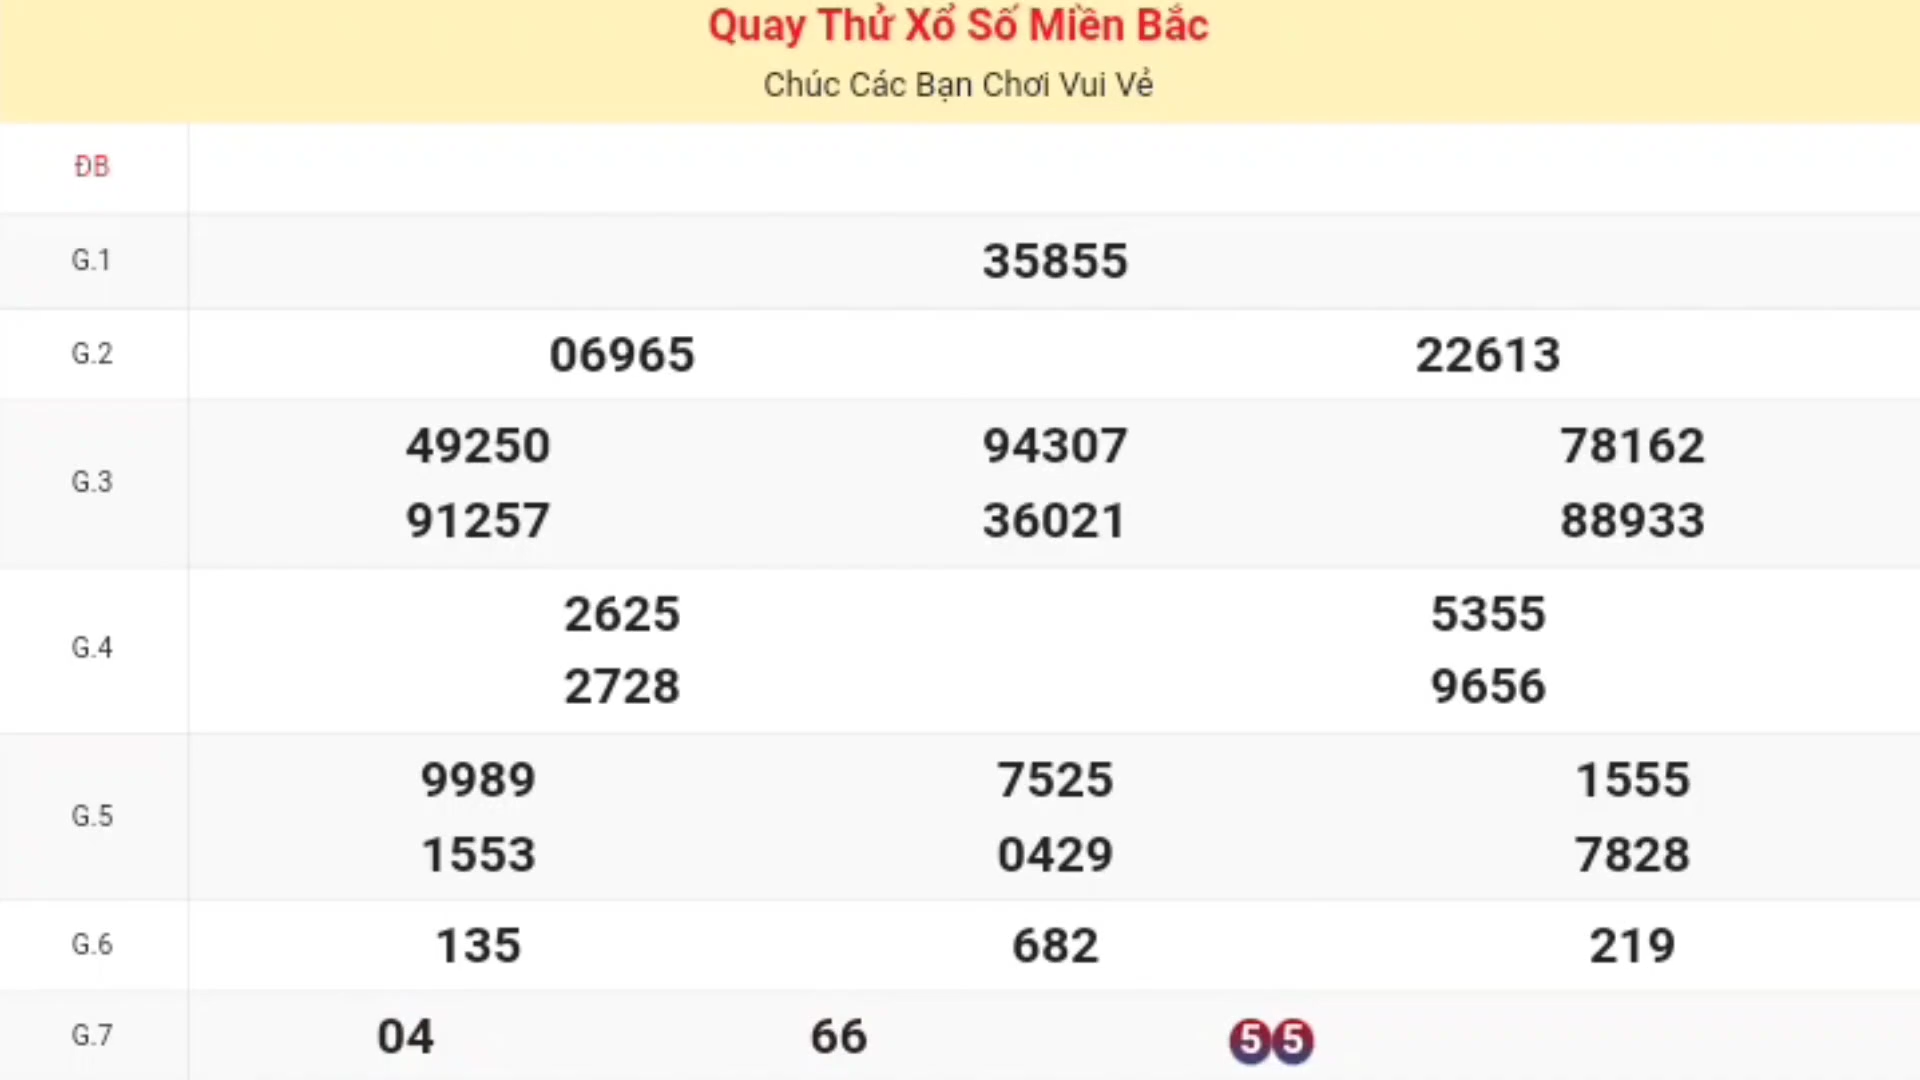 Quay Thử Xổ Số Miền Bắc
Chúc Các Bạn Chơi Vui Vẻ
ĐB
G.1 35855
G.2 06965 22613
G.3 49250 94307 78162
91257 36021 88933
G.4 2625 5355
2728 9656
G.5 9989 7525 1555
1553 0429 7828
G.6 135 682 219
G.7 04 66 55